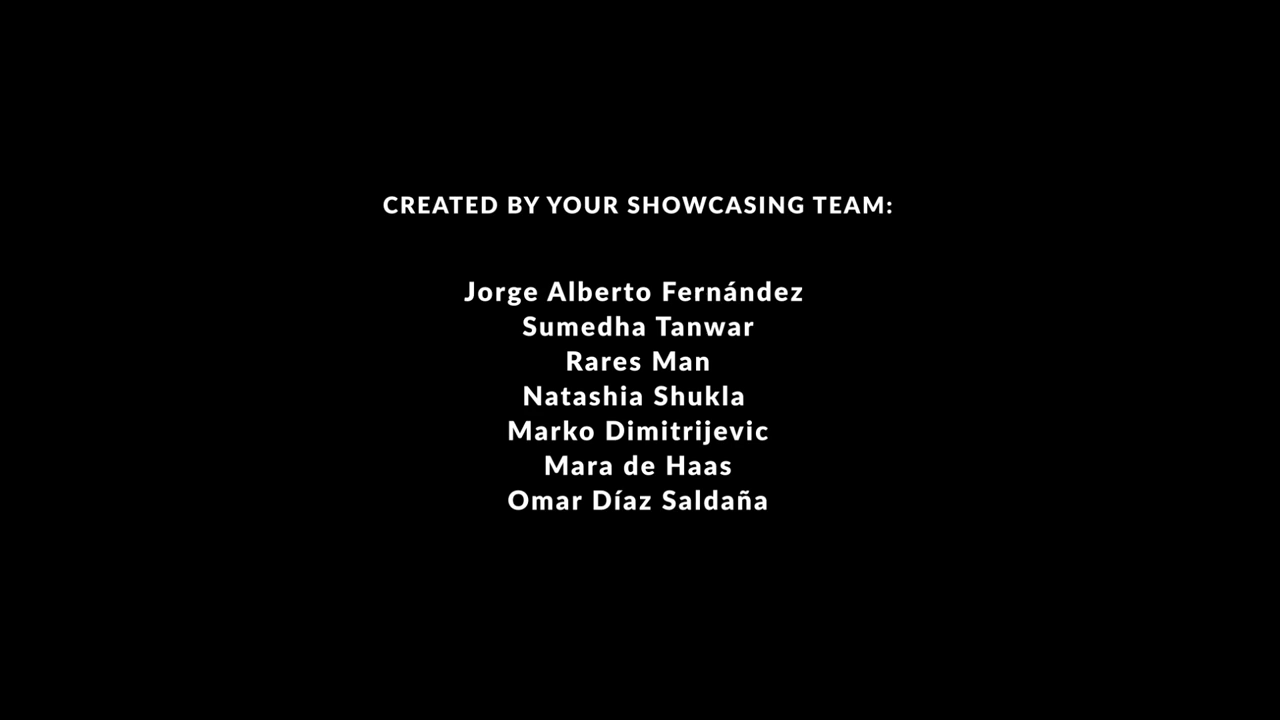 CREATED BY YOUR SHOWCASING TEAM:
Jorge Alberto Fernández
Sumedha Tanwar
Rares Man
Natashia Shukla
Marko Dimitrijevic
Mara de Haas
Omar Díaz Saldaña